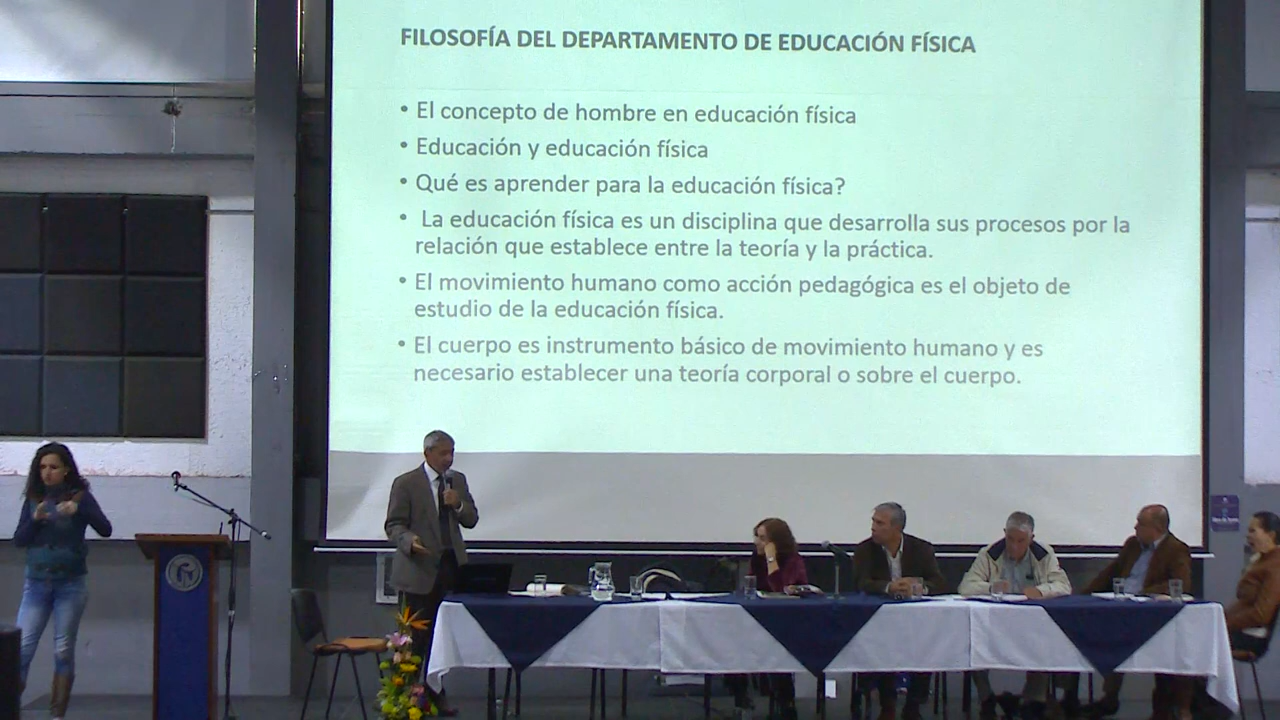 FILOSOFÍA DEL DEPARTAMENTO DE EDUCACIÓN FÍSICA
• El concepto de hombre en educación física
• Educación y educación física
• Qué es aprender para la educación física?
• La educación física es un disciplina que desarrolla sus procesos por la
relación que establece entre la teoría y la práctica.
• El movimiento humano como acción pedagógica es el objeto de
estudio de la educación física.
• El cuerpo es instrumento básico de movimiento humano y es
necesario establecer una teoría corporal o sobre el cuerpo.